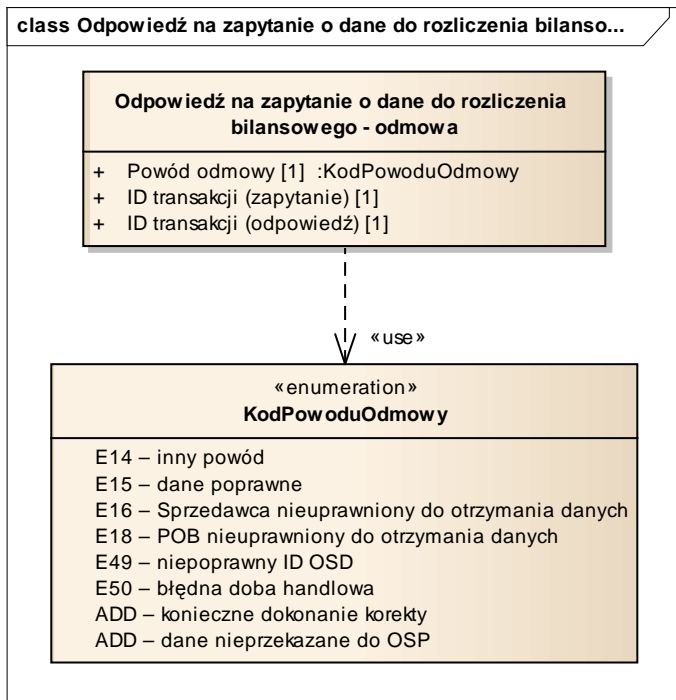 class Odpowiedź na zapytanie o dane do rozliczenia bilanso...
Odpowiedź na zapytanie o dane do rozliczenia
bilansowego - odmowa
+ Powód odmowy [1] :KodPowoduOdmowy
+ ID transakcji (zapytanie) [1]
+ ID transakcji (odpowiedź) [1]
«use»
«enumeration»
KodPowoduOdmowy
E14 – inny powód
E15 – dane poprawne
E16 – Sprzedawca nieuprawniony do otrzymania danych
E18 – POB nieuprawniony do otrzymania danych
E49 – niepoprawny ID OSD
E50 – błędna doba handlowa
ADD – konieczne dokonanie korekty
ADD – dane nieprzekazane do OSP